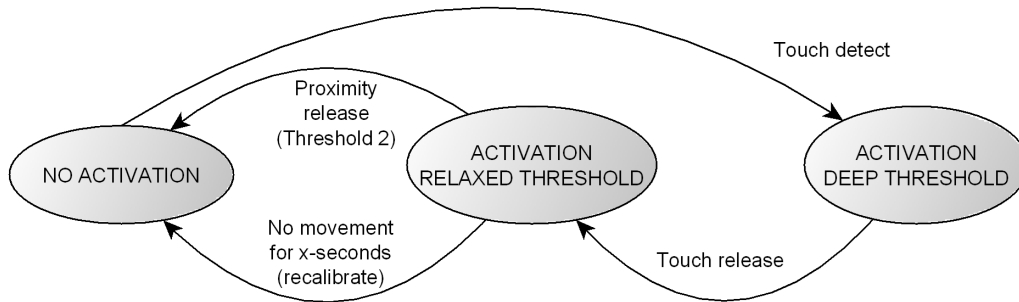 Touch detect
Proximity
release
(Threshold 2)
NO ACTIVATION
ACTIVATION
RELAXED THRESHOLD
ACTIVATION
DEEP THRESHOLD
No movement
for x-seconds
(recalibrate)
Touch release